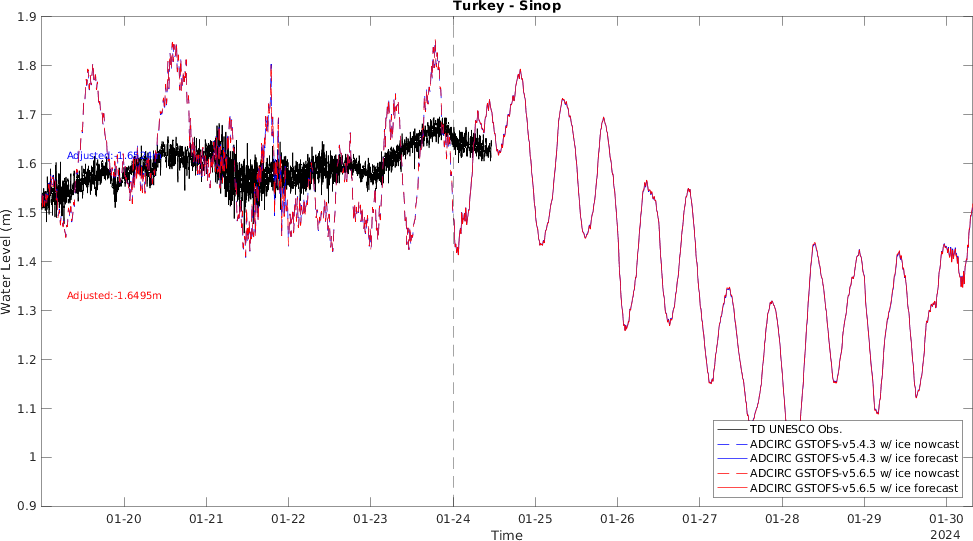 Turkey - Sinop
1.9
1.8
1.7
1.6
1.5
1.4
1.3
1.2
1.1
1
0.9
Water Level (m)
Adjusted:-1.6495m
01-20
01-21
01-22
01-23
01-24
01-25
01-26
01-27
01-28
01-29
01-30
Time
2024
TD UNESCO Obs.
ADCIRC GSTOFS-v5.4.3 w/ ice nowcast
ADCIRC GSTOFS-v5.4.3 w/ ice forecast
ADCIRC GSTOFS-v5.6.5 w/ ice nowcast
ADCIRC GSTOFS-v5.6.5 w/ ice forecast